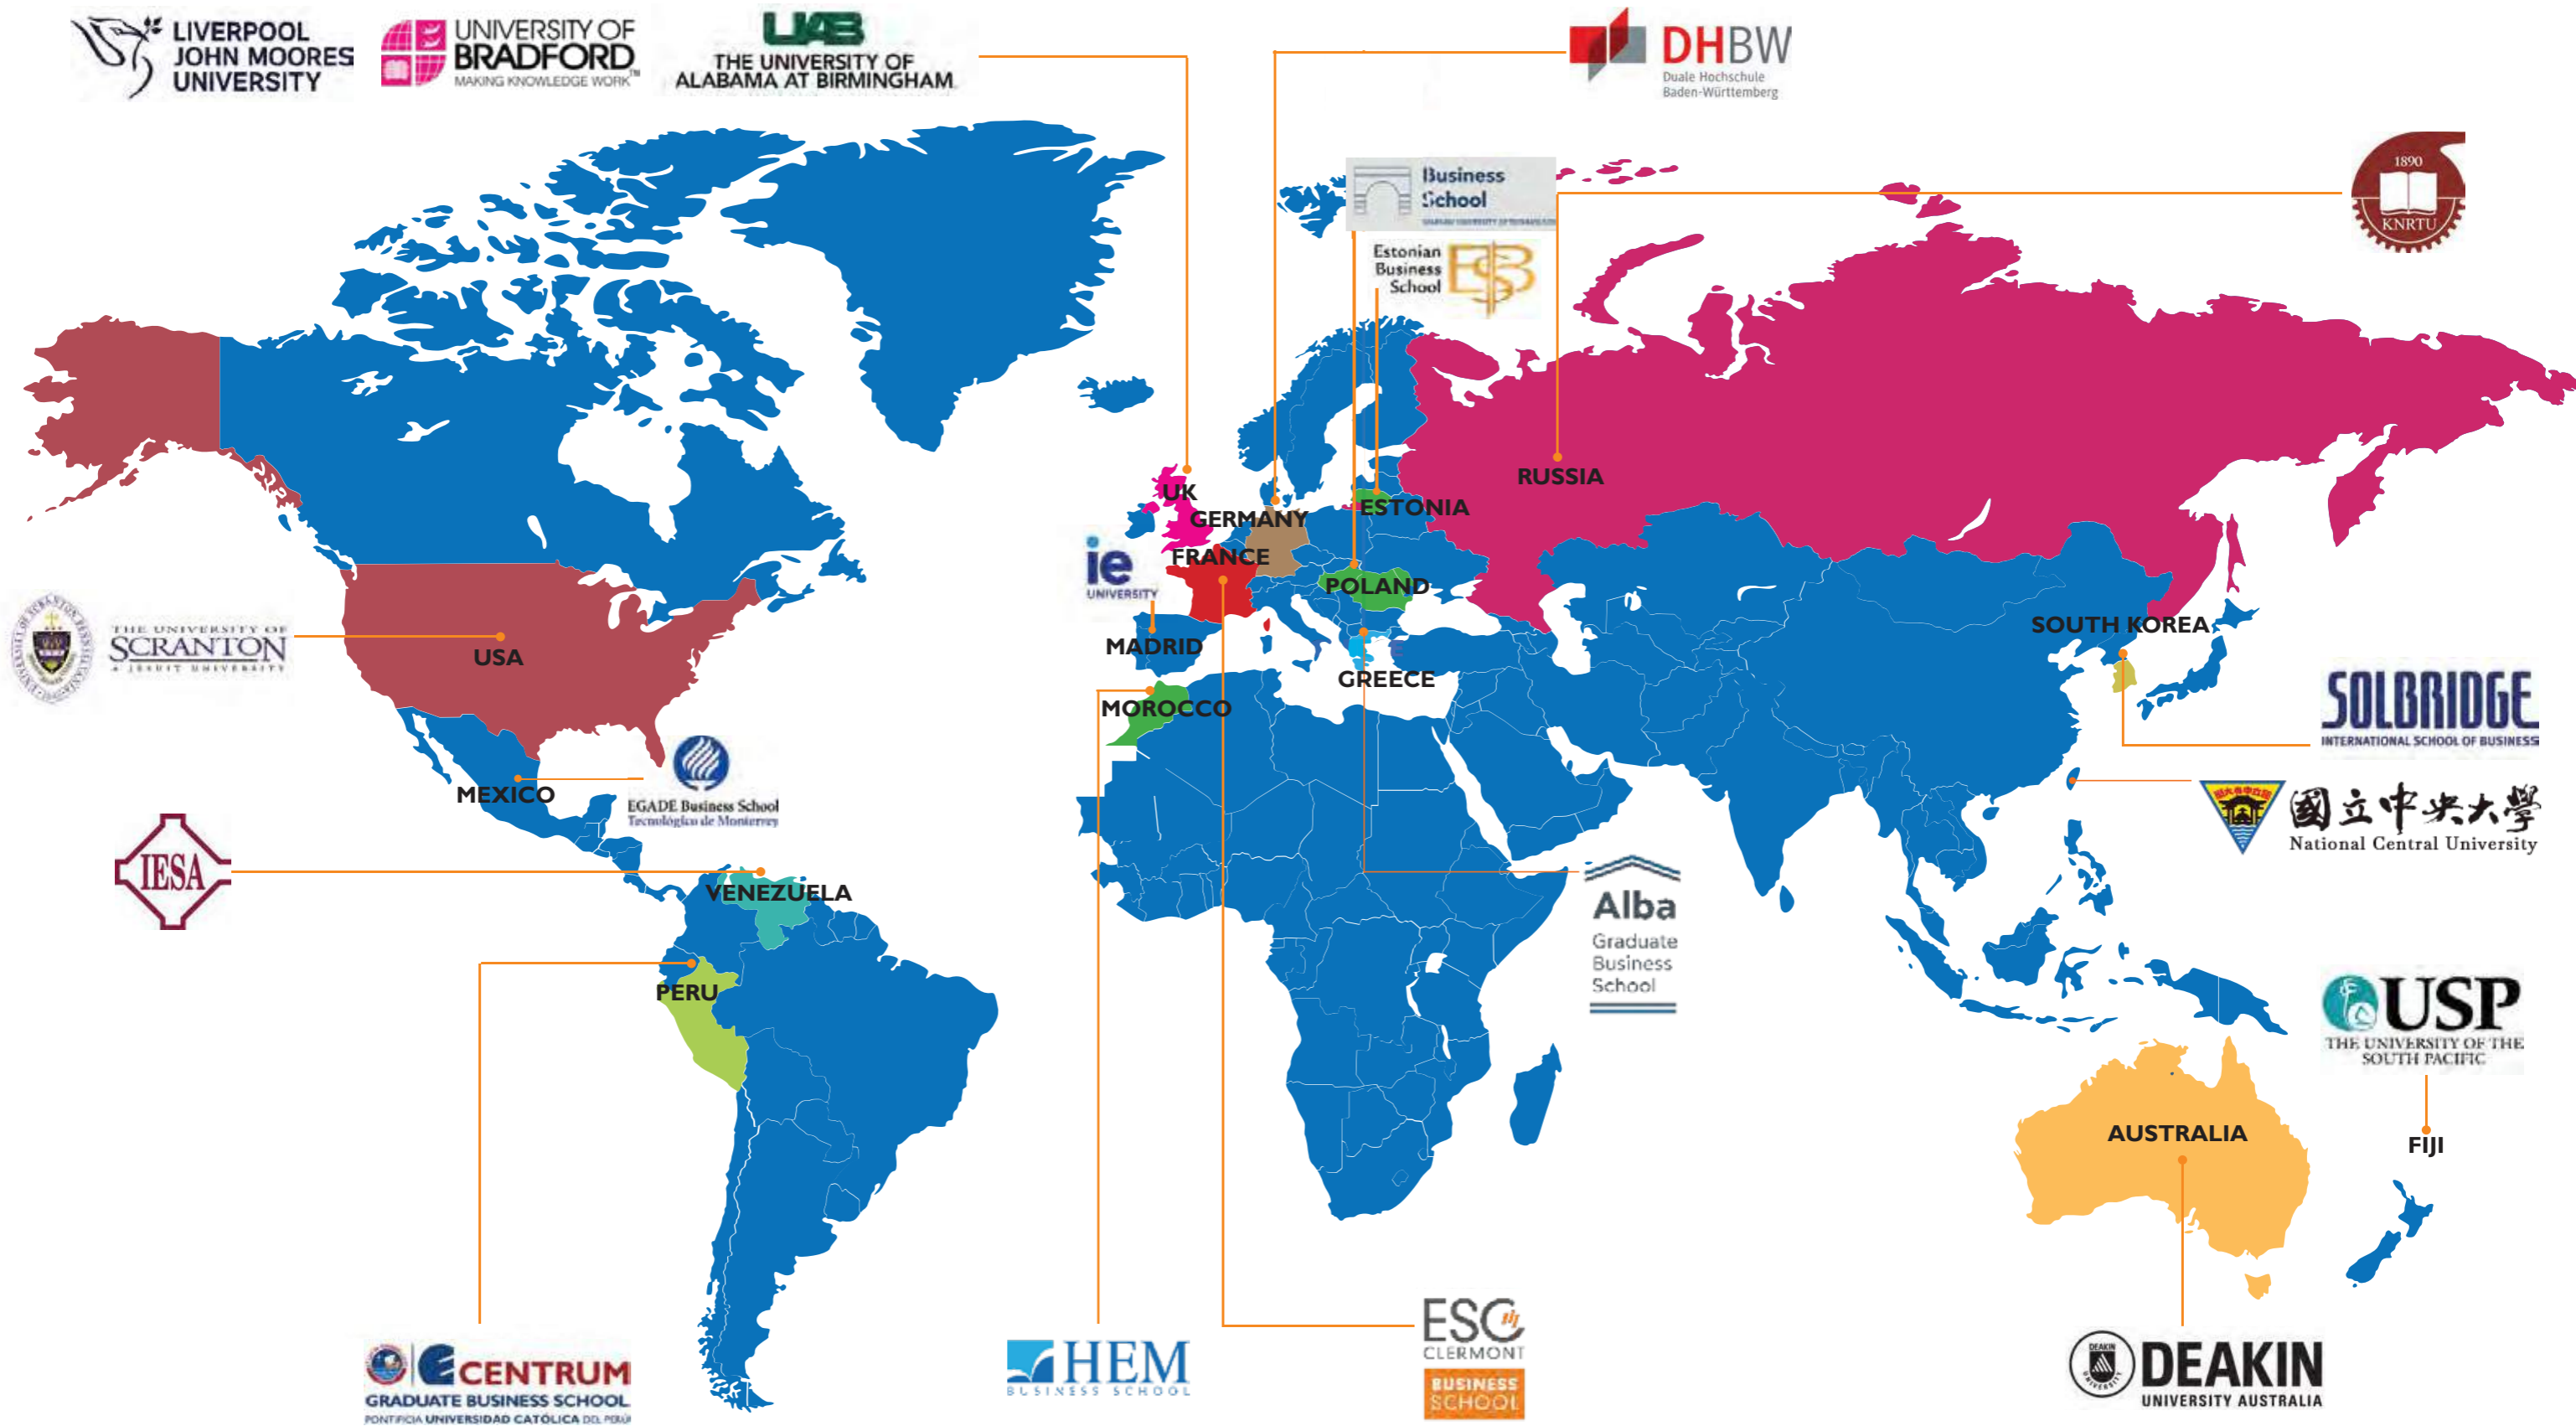 LIVERPOOL
JOHN MOORES
UNIVERSITY
UNIVERSITY OF
BRADFORD
MAKING KNOWLEDGE WORK™
UAB
THE UNIVERSITY OF
ALABAMA AT BIRMINGHAM
DHBW
Duale Hochschule
Baden-Württemberg
1890
KNRTU
Business
School
Estonian
Business
School
EBS
RUSSIA
UK
GERMANY
ESTONIA
FRANCE
ie
UNIVERSITY
POLAND
MADRID
GREECE
MOROCCO
THE UNIVERSITY OF
SCRANTON
A JESUIT UNIVERSITY
USA
SOUTH KOREA
SOLBRIDGE
INTERNATIONAL SCHOOL OF BUSINESS
MEXICO
EGADE Business School
Tecnológico de Monterrey
國立中央大學
National Central University
IESA
VENEZUELA
Alba
Graduate
Business
School
PERU
USP
THE UNIVERSITY OF THE
SOUTH PACIFIC
AUSTRALIA
FIJI
CENTRUM
GRADUATE BUSINESS SCHOOL
PONTIFICIA UNIVERSIDAD CATÓLICA DEL PERÚ
HEM
BUSINESS SCHOOL
ESC
CLERMONT
BUSINESS
SCHOOL
DEAKIN
UNIVERSITY
DEAKIN
UNIVERSITY AUSTRALIA